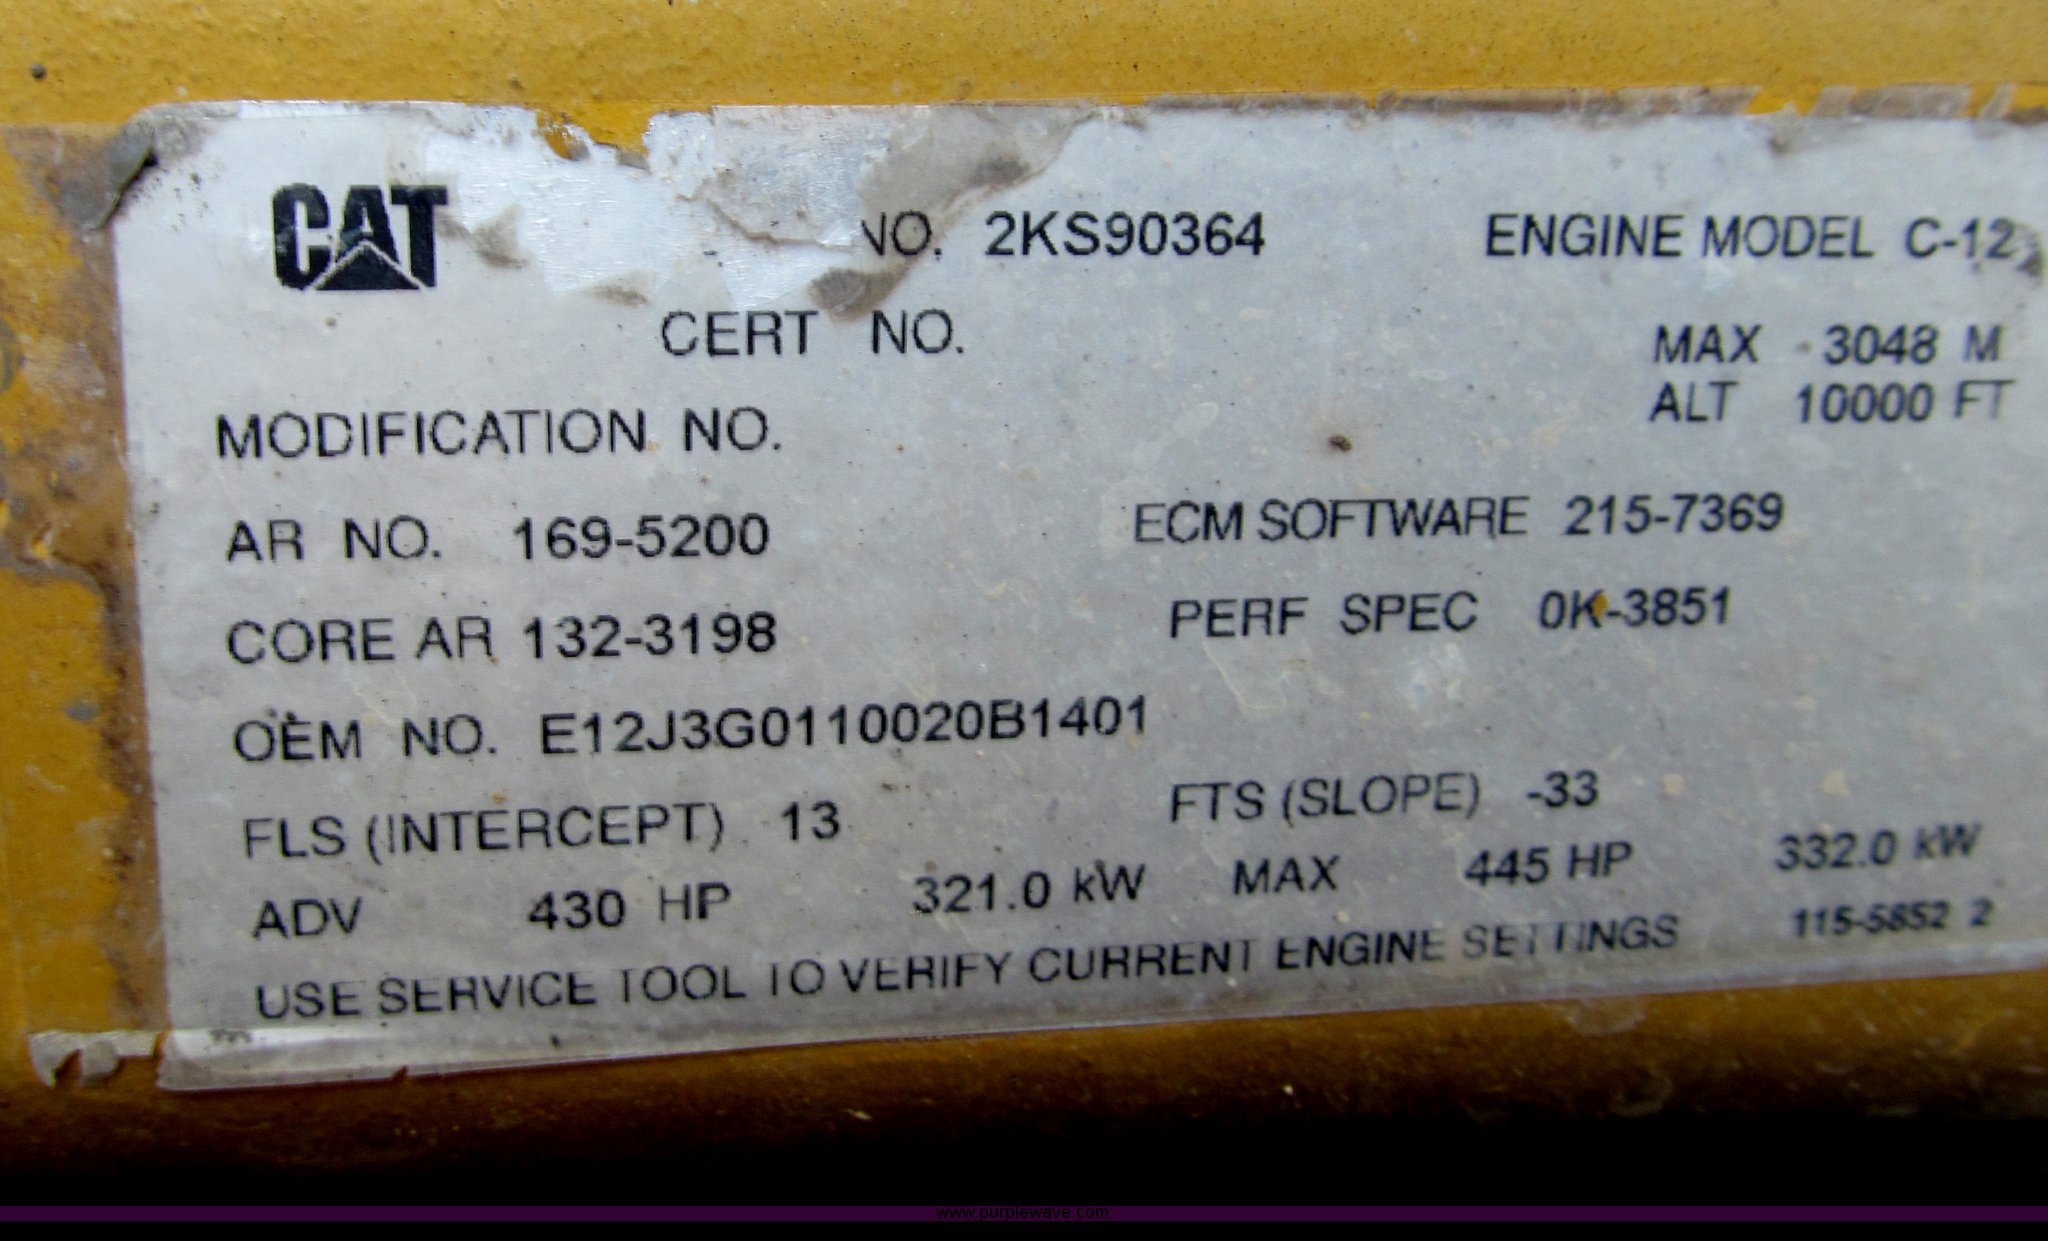 CAT NO. 2KS90364 ENGINE MODEL C-12
CERT NO. MAX 3048 M
ALT 10000 FT
MODIFICATION NO.
AR NO. 169-5200 ECM SOFTWARE 215-7369
CORE AR 132-3198 PERF SPEC 0K-3851
OEM NO. E12J3G0110020B1401
FLS (INTERCEPT) 13 FTS (SLOPE) -33
ADV 430 HP 321.0 kW MAX 445 HP 332.0 kW
USE SERVICE TOOL TO VERIFY CURRENT ENGINE SETTINGS 115-5852 2
www.purplewave.com